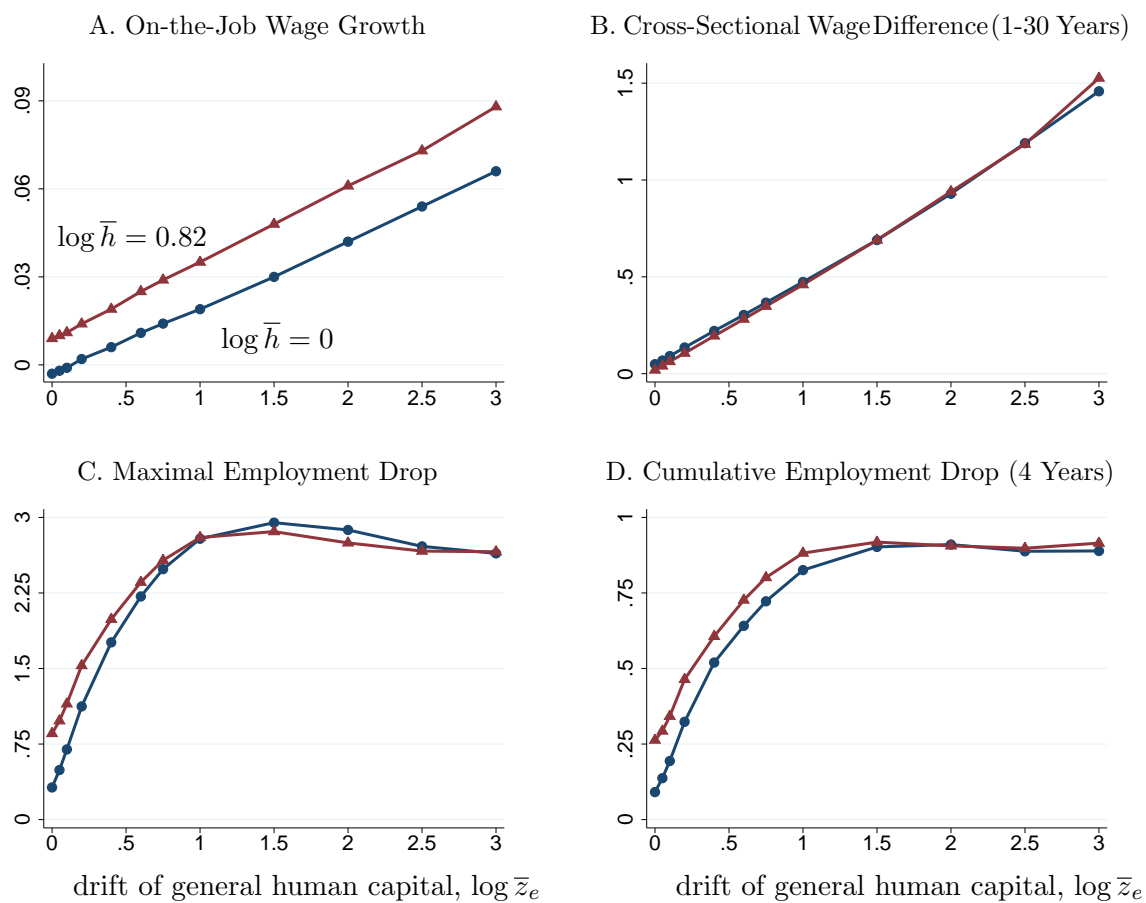 A. On-the-Job Wage Growth
.09
.06
.03
0
log h̅ = 0.82
log h̅ = 0
0 .5 1 1.5 2 2.5 3
B. Cross-Sectional Wage Difference (1-30 Years)
1.5
1
.5
0
0 .5 1 1.5 2 2.5 3
C. Maximal Employment Drop
3
2.25
1.5
.75
0
0 .5 1 1.5 2 2.5 3
drift of general human capital, log z̅ₑ
D. Cumulative Employment Drop (4 Years)
1
.75
.5
.25
0
0 .5 1 1.5 2 2.5 3
drift of general human capital, log z̅ₑ